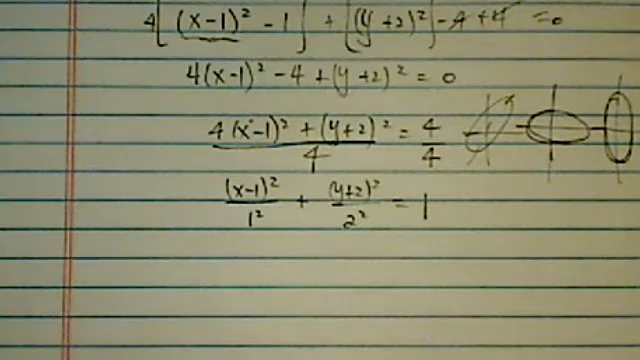 4[(x-1)² - 1] + [(y+2)²] - 4 + 4 = 0
4(x-1)² - 4 + (y+2)² = 0
4(x-1)² + (y+2)² / 4 = 4 / 4
(x-1)² / 1² + (y+2)² / 2² = 1